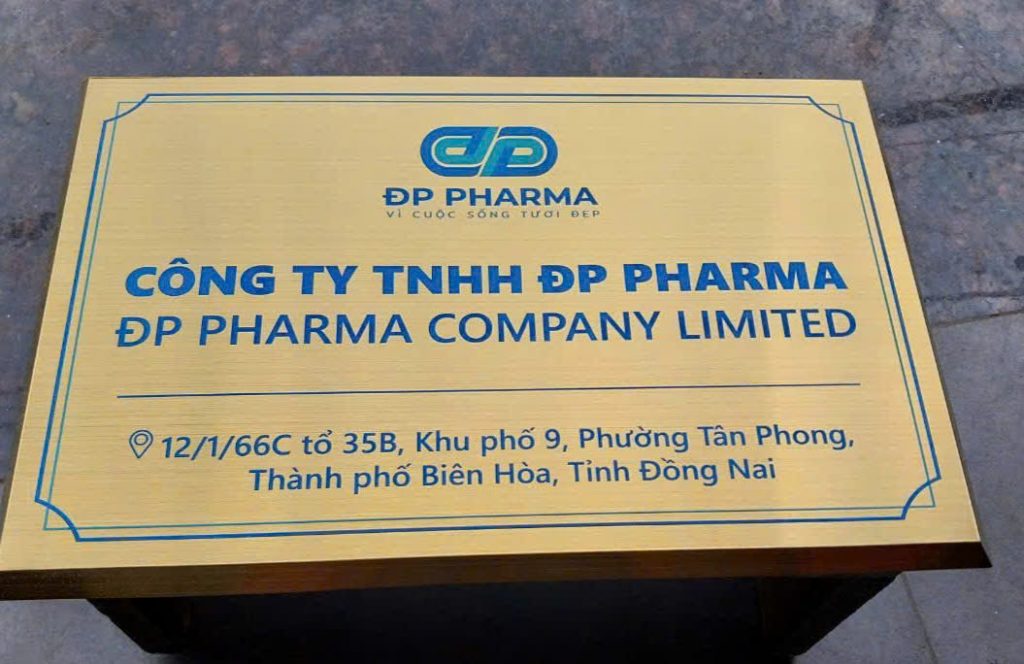 dp
ĐP PHARMA
VÌ CUỘC SỐNG TƯƠI ĐẸP
CÔNG TY TNHH ĐP PHARMA
ĐP PHARMA COMPANY LIMITED
12/1/66C tổ 35B, Khu phố 9, Phường Tân Phong,
Thành phố Biên Hòa, Tỉnh Đồng Nai